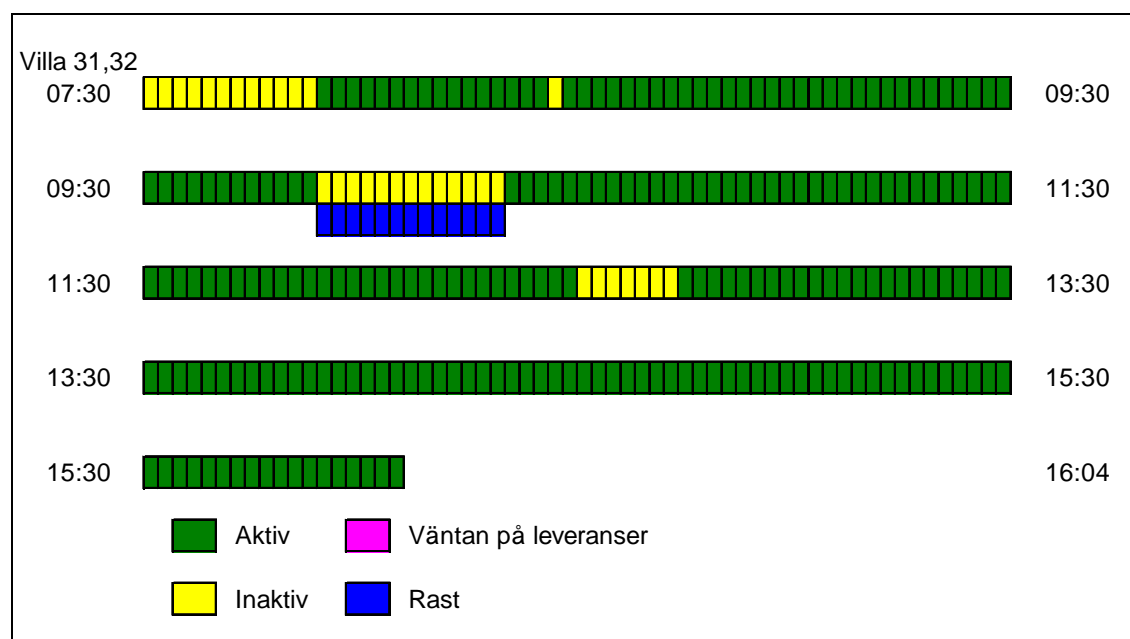 Villa 31,32
07:30 09:30
09:30 11:30
11:30 13:30
13:30 15:30
15:30 16:04
Aktiv Väntan på leveranser
Inaktiv Rast